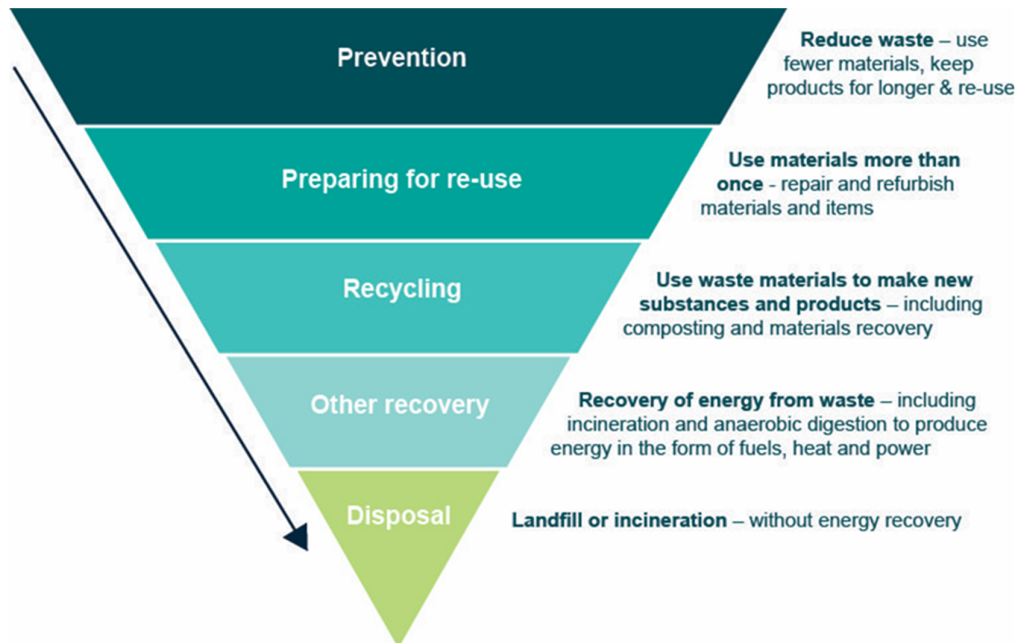 Prevention
Reduce waste – use
fewer materials, keep
products for longer & re-use
Preparing for re-use
Use materials more than
once - repair and refurbish
materials and items
Recycling
Use waste materials to make new
substances and products – including
composting and materials recovery
Other recovery
Recovery of energy from waste – including
incineration and anaerobic digestion to produce
energy in the form of fuels, heat and power
Disposal
Landfill or incineration – without energy recovery